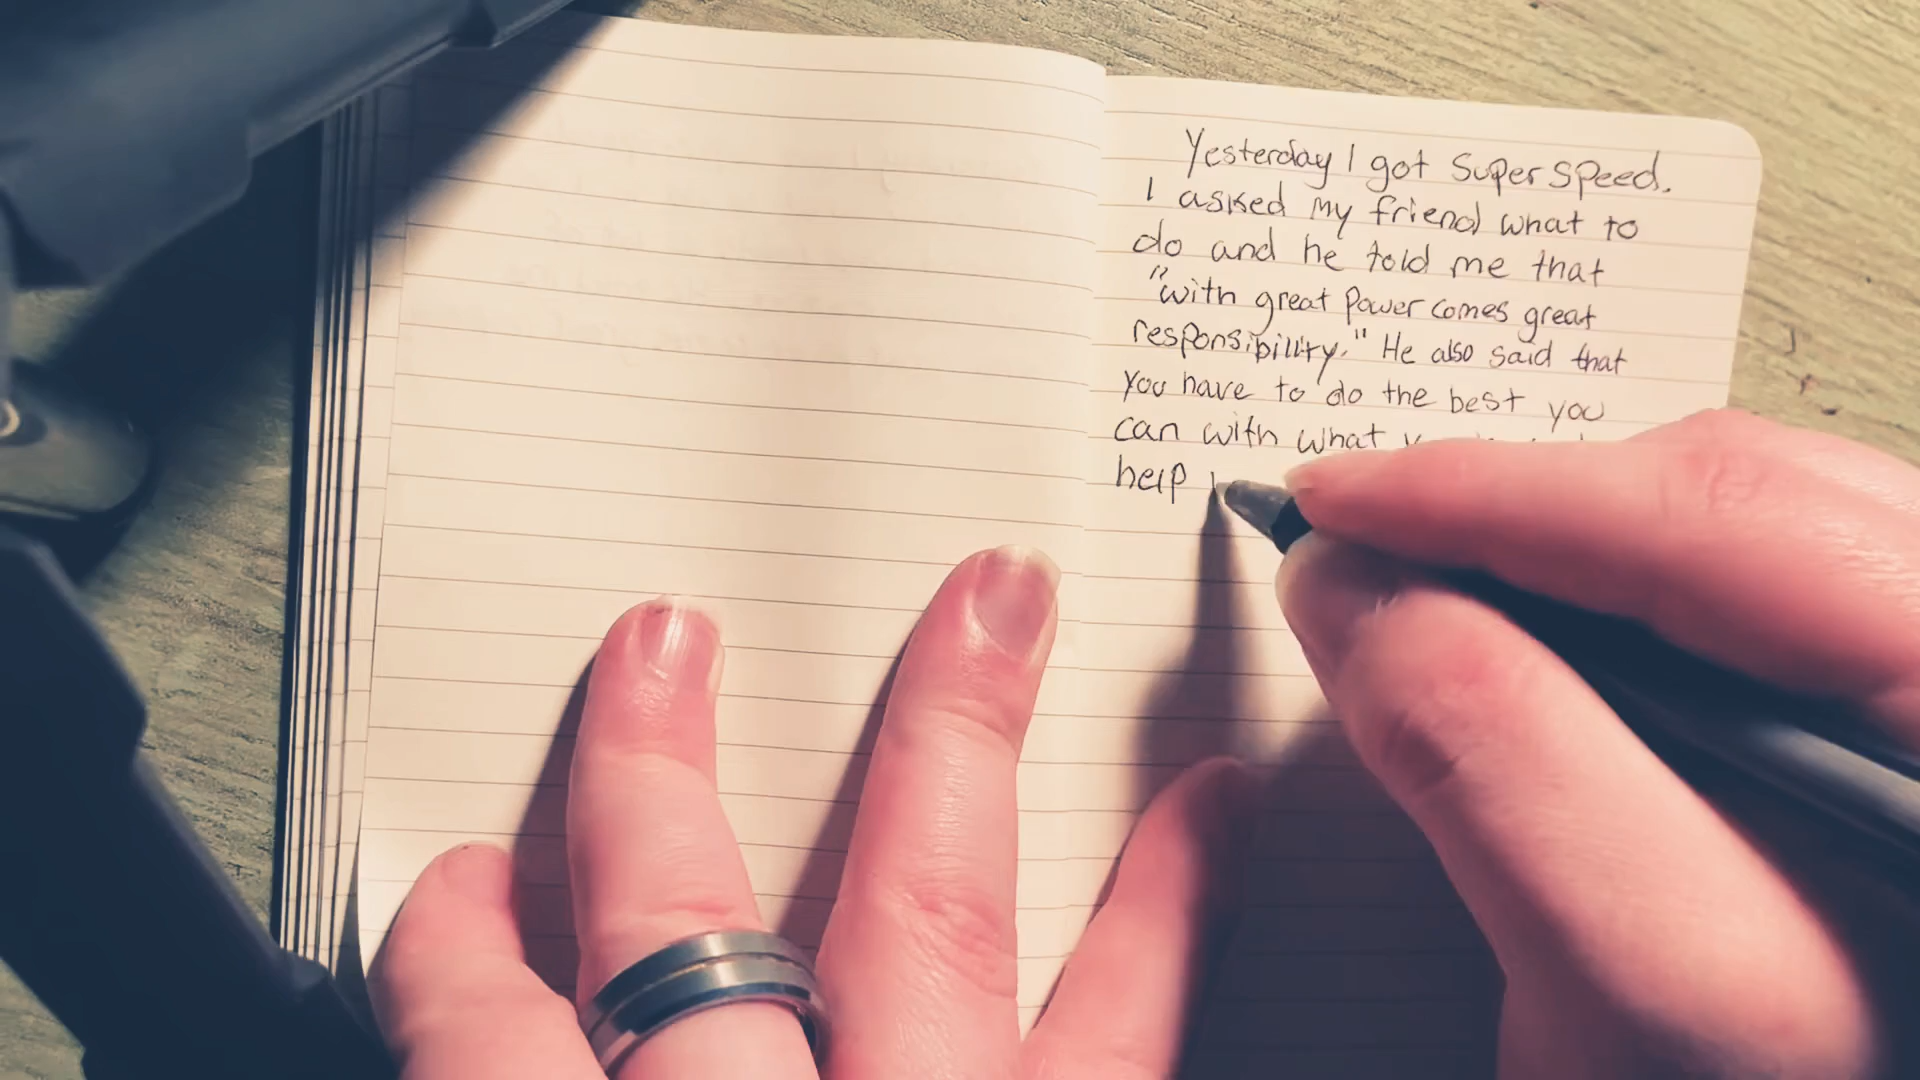 Yesterday I got Super Speed.
I asked my friend what to
do and he told me that
"with great Power comes great
responsibility." He also said that
you have to do the best you
can with what
help